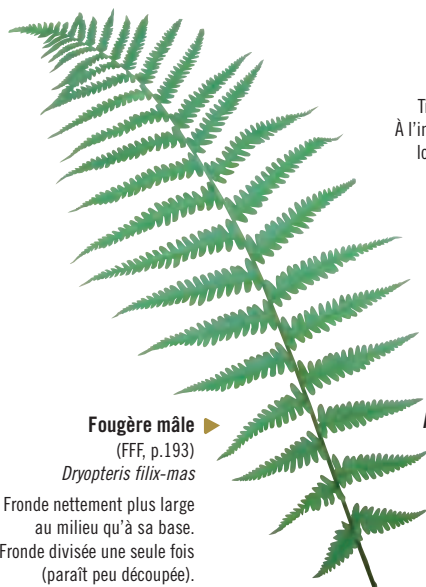 Fougère mâle
(FFF, p.193)
Dryopteris filix-mas
Fronde nettement plus large
au milieu qu'à sa base.
Fronde divisée une seule fois
(paraît peu découpée).